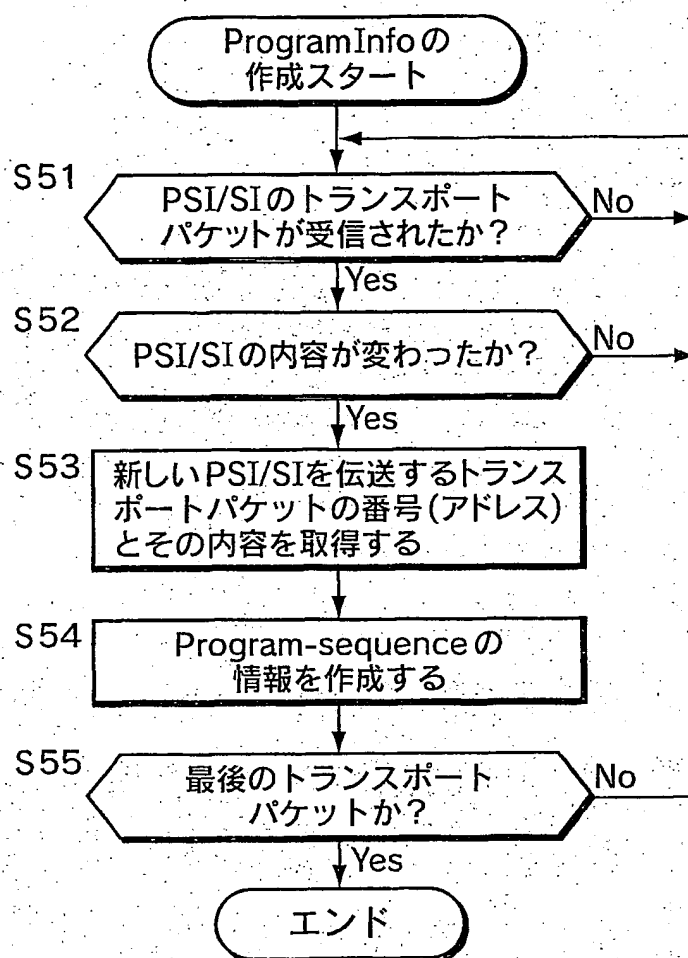 ProgramInfoの
作成スタート
S51
PSI/SIのトランスポート
パケットが受信されたか？
No
Yes
S52
PSI/SIの内容が変わったか？
No
Yes
S53
新しいPSI/SIを伝送するトランス
ポートパケットの番号(アドレス)
とその内容を取得する
S54
Program-sequenceの
情報を作成する
S55
最後のトランスポート
パケットか？
No
Yes
エンド